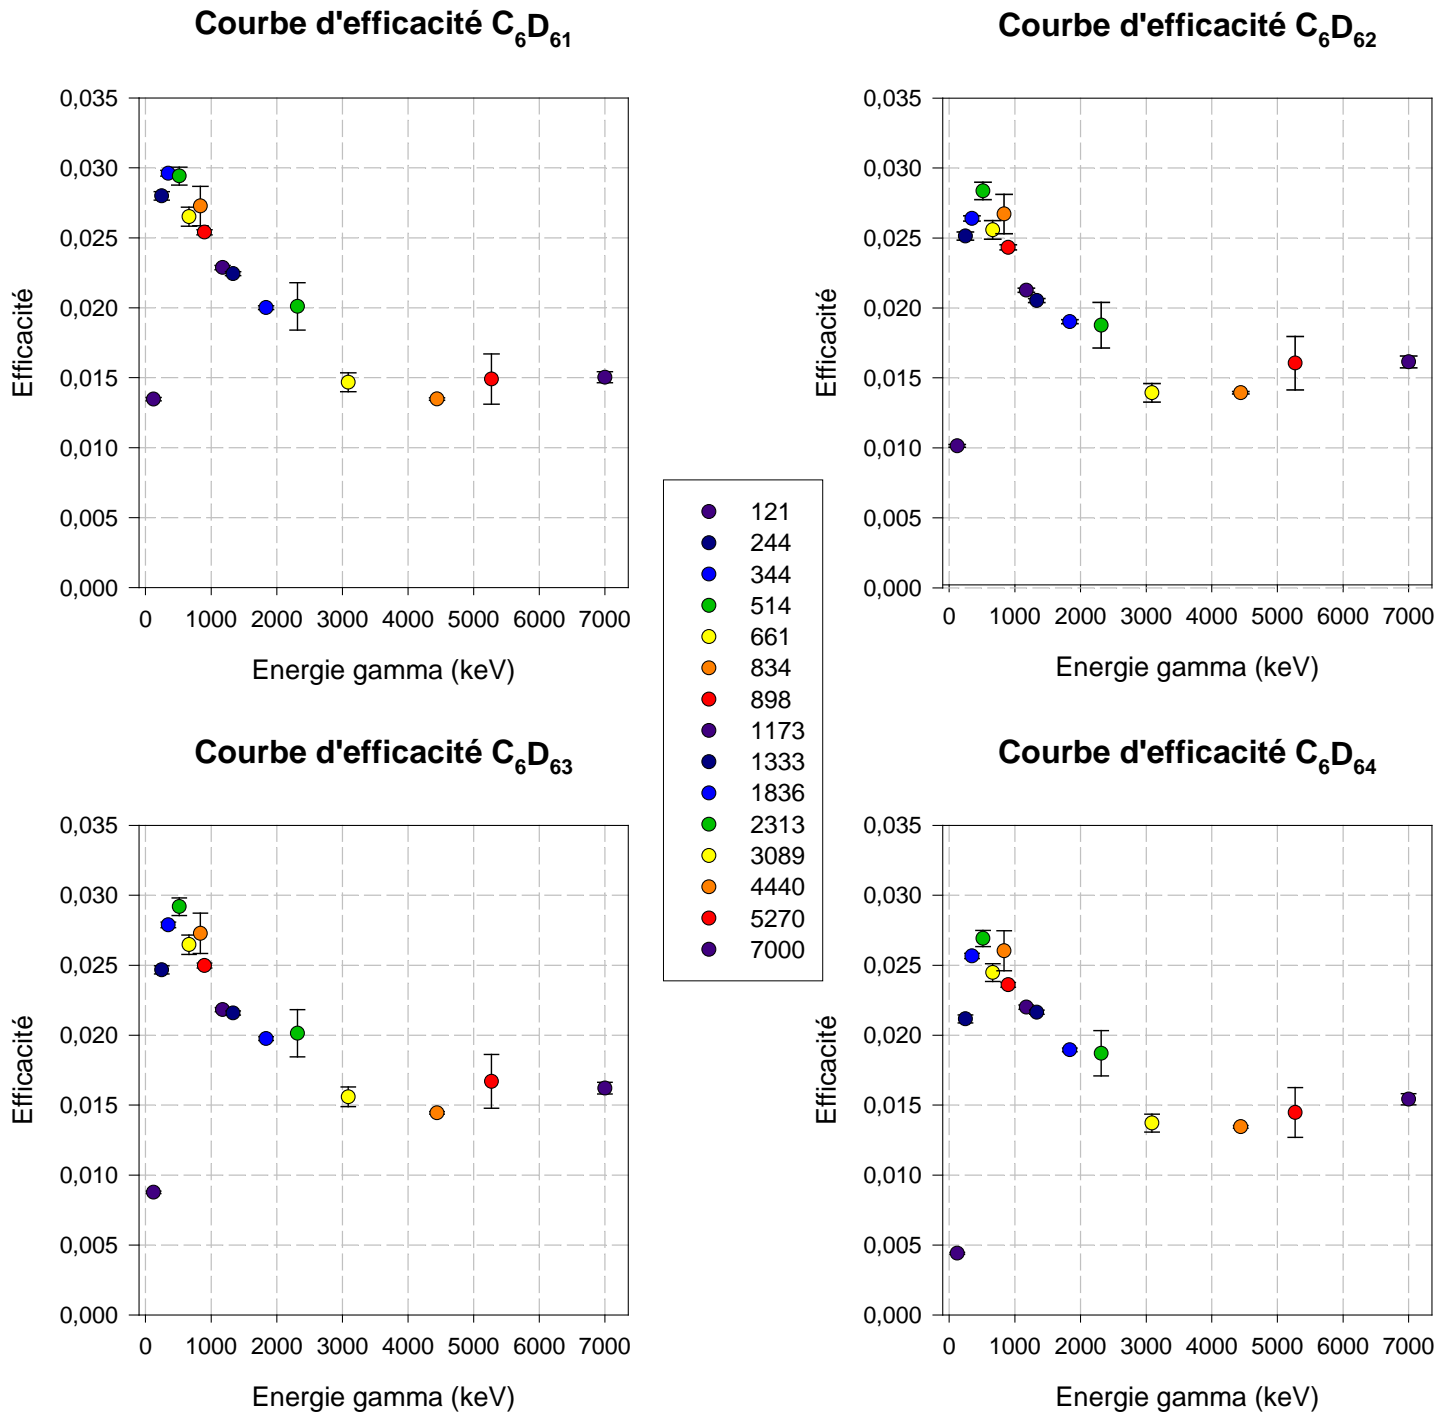 Courbe d'efficacité C₆D₆₁
0,035
0,030
0,025
0,020
0,015
0,010
0,005
0,000
Efficacité
0 1000 2000 3000 4000 5000 6000 7000
Energie gamma (keV)
Courbe d'efficacité C₆D₆₂
0,035
0,030
0,025
0,020
0,015
0,010
0,005
0,000
Efficacité
0 1000 2000 3000 4000 5000 6000 7000
Energie gamma (keV)
121
244
344
514
661
834
898
1173
1333
1836
2313
3089
4440
5270
7000
Courbe d'efficacité C₆D₆₃
0,035
0,030
0,025
0,020
0,015
0,010
0,005
0,000
Efficacité
0 1000 2000 3000 4000 5000 6000 7000
Energie gamma (keV)
Courbe d'efficacité C₆D₆₄
0,035
0,030
0,025
0,020
0,015
0,010
0,005
0,000
Efficacité
0 1000 2000 3000 4000 5000 6000 7000
Energie gamma (keV)